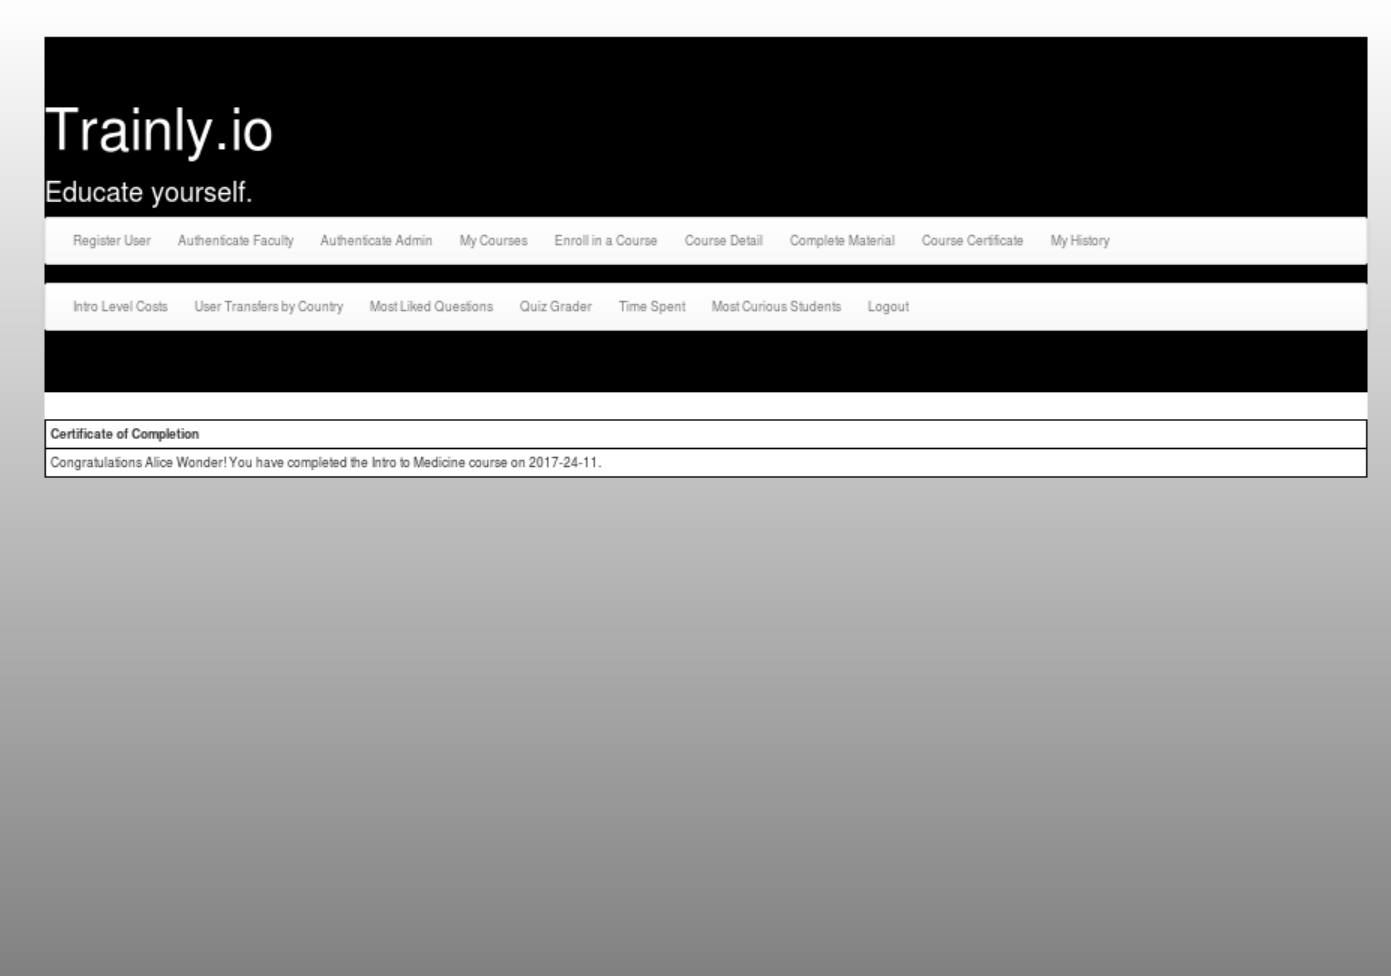 Trainly.io
Educate yourself.
Register User Authenticate Faculty Authenticate Admin My Courses Enroll in a Course Course Detail Complete Material Course Certificate My History
Intro Level Costs User Transfers by Country Most Liked Questions Quiz Grader Time Spent Most Curious Students Logout
Certificate of Completion
Congratulations Alice Wonder! You have completed the Intro to Medicine course on 2017-24-11.